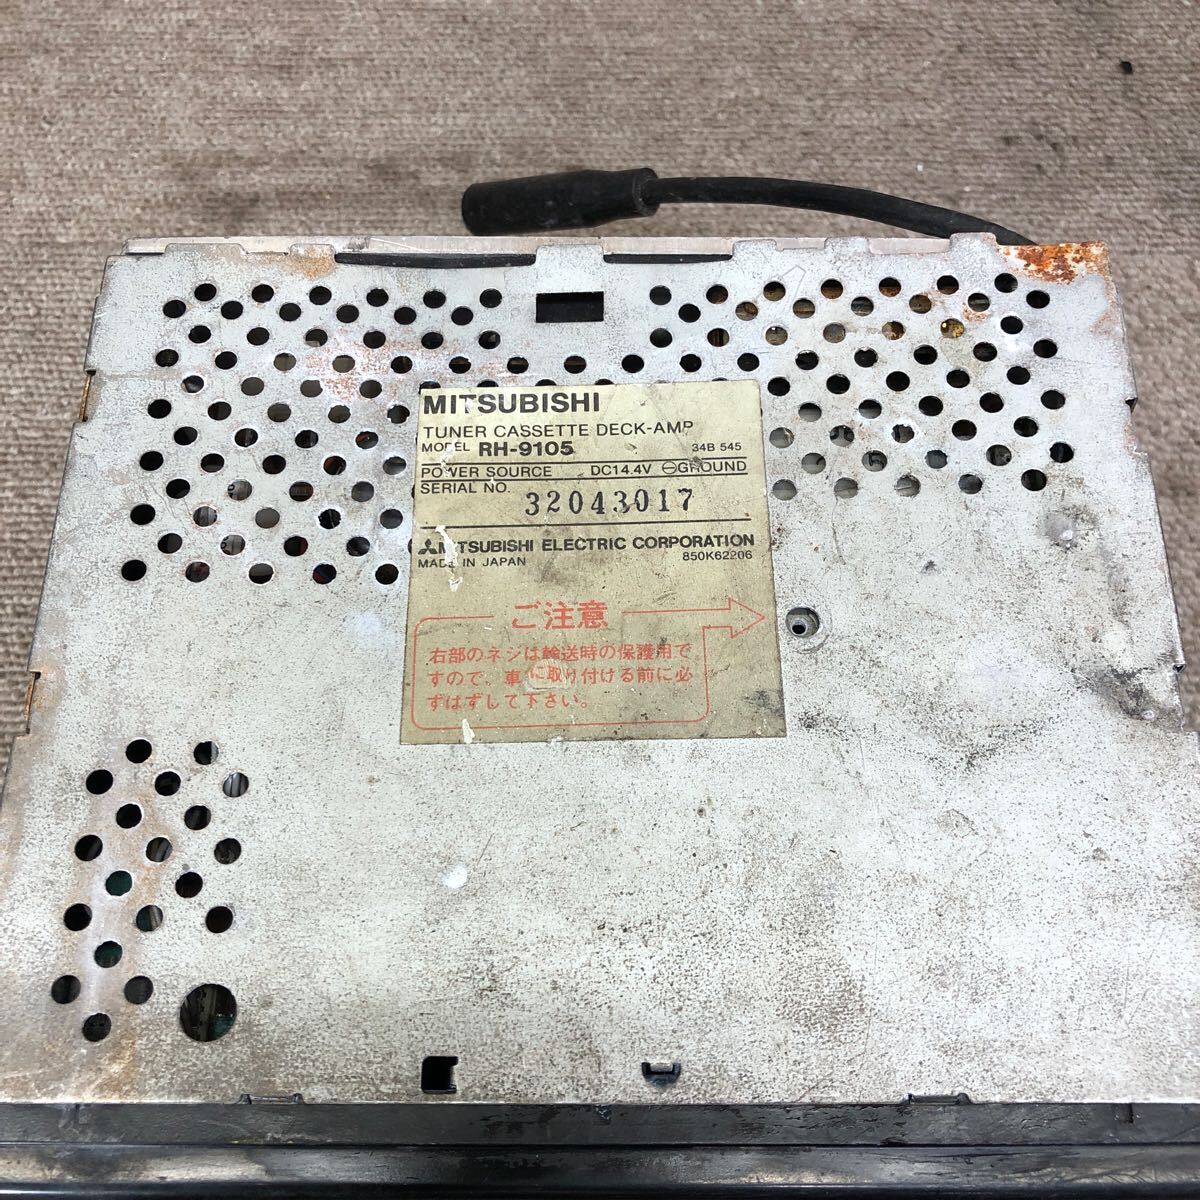 MITSUBISHI
TUNER CASSETTE DECK-AMP
MODEL RH-9105 34B 545
POWER SOURCE DC14.4V ⊖GROUND
SERIAL NO. 32043017
MITSUBISHI ELECTRIC CORPORATION
MADE IN JAPAN 850K62206
ご注意
右部のネジは輸送時の保護用で
すので、車に取り付ける前に必
ずはずして下さい。